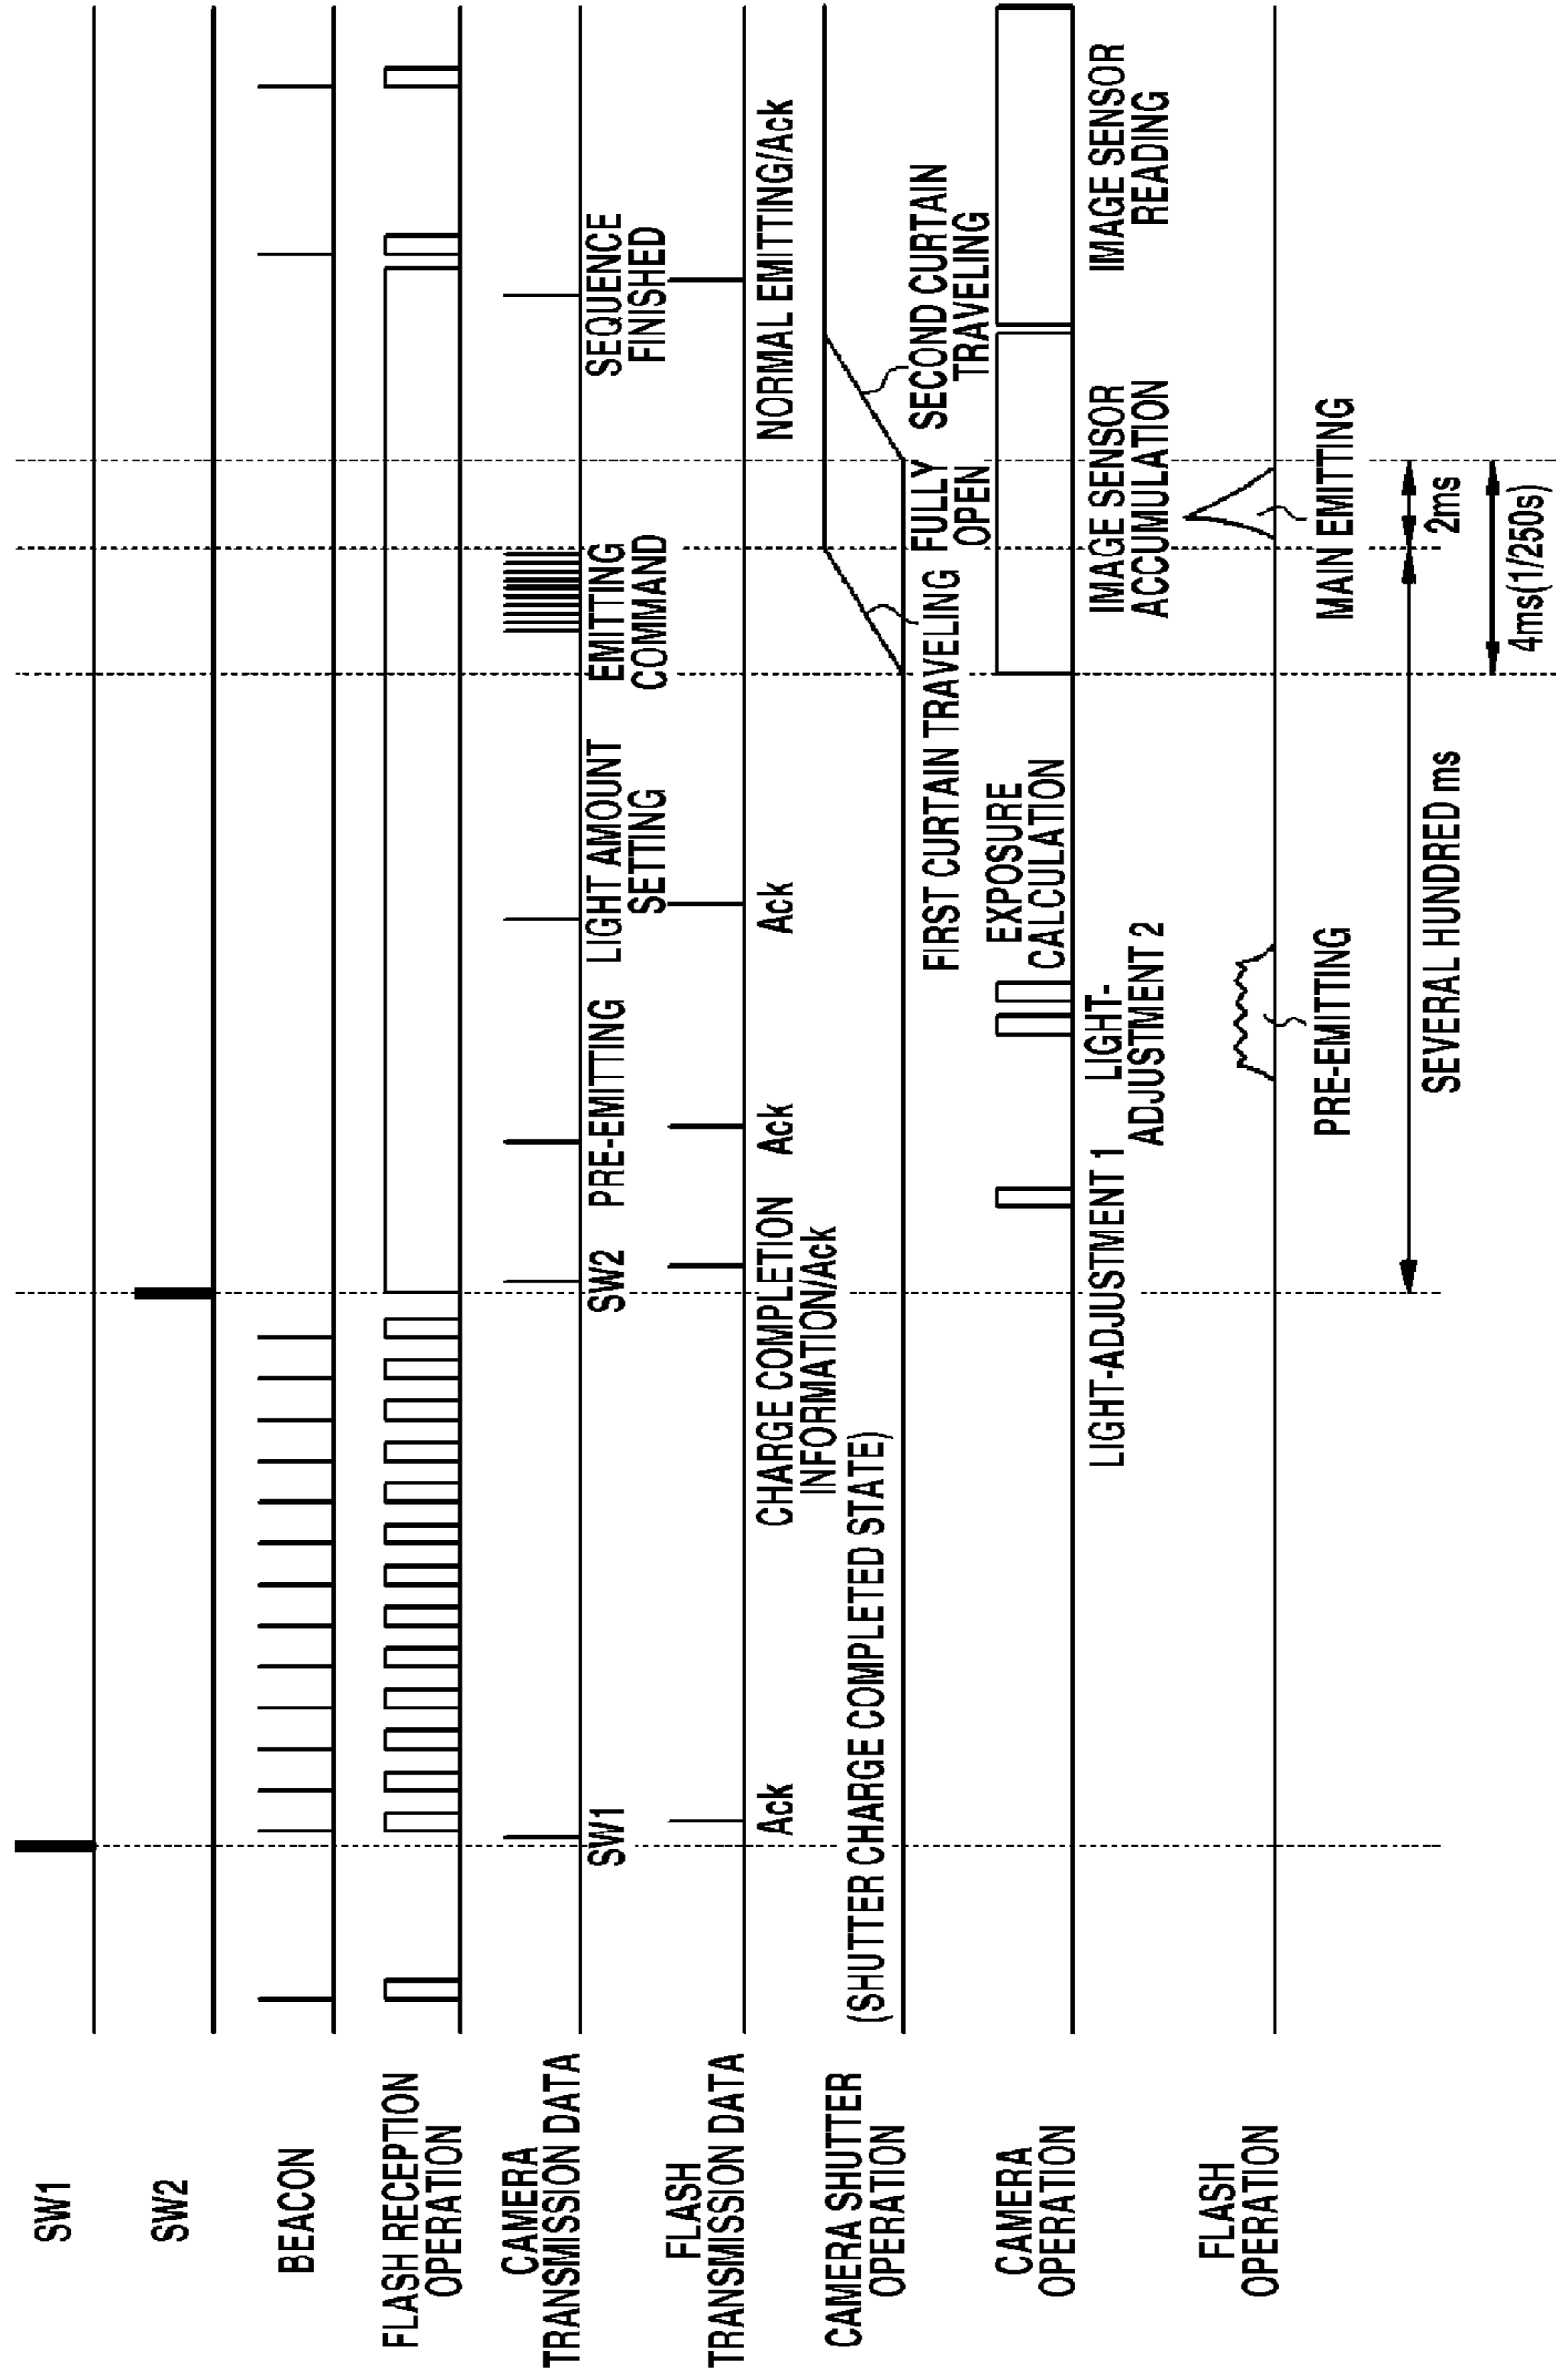 SW1
SW2
BEACON
FLASH RECEPTION
OPERATION
CAMERA
TRANSMISSION DATA
SW1
SW2
PRE-EMITTING
LIGHT AMOUNT
SETTING
EMITTING
COMMAND
SEQUENCE
FINISHED
FLASH
TRANSMISSION DATA
Ack
CHARGE COMPLETION
INFORMATION/Ack
Ack
Ack
NORMAL EMITTING/Ack
CAMERA SHUTTER
OPERATION
(SHUTTER CHARGE COMPLETED STATE)
FIRST CURTAIN TRAVELING
FULLY
OPEN
SECOND CURTAIN
TRAVELING
CAMERA
OPERATION
LIGHT-ADJUSTMENT 1
LIGHT-
ADJUSTMENT 2
EXPOSURE
CALCULATION
IMAGE SENSOR
ACCUMULATION
IMAGE SENSOR
READING
FLASH
OPERATION
PRE-EMITTING
MAIN EMITTING
SEVERAL HUNDRED ms
2ms
4ms(1/250s)